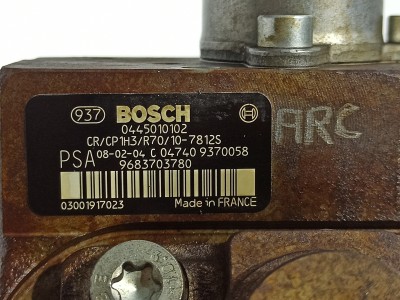 937 BOSCH
0445010102
CR/CP1H3/R70/10-7812S
PSA 08-02-04 C 04740 9370058
9683703780
03001917023 Made in FRANCE
ARC